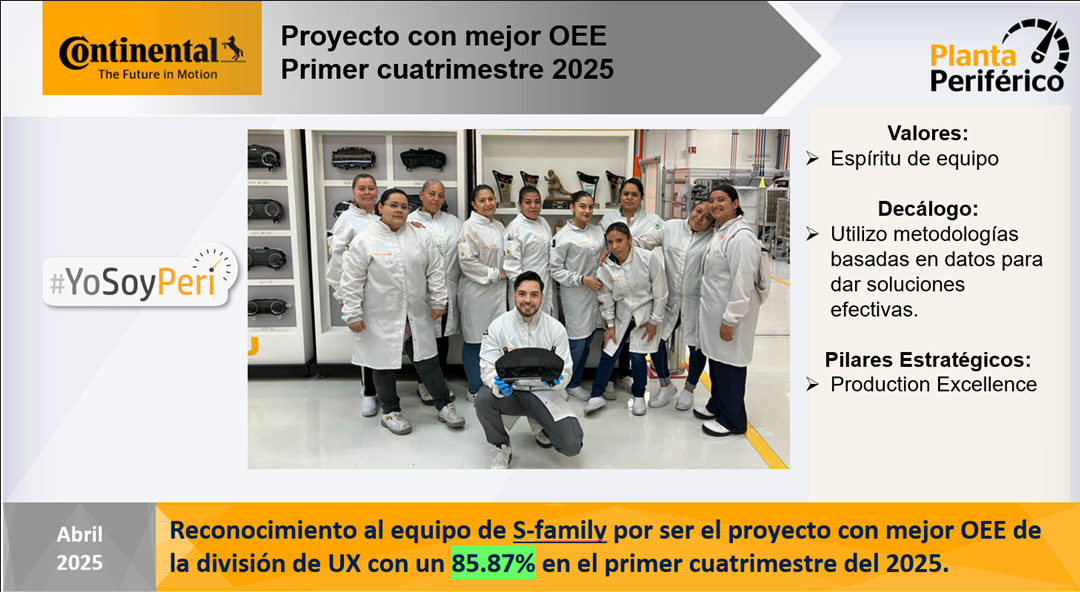 Continental
The Future in Motion
Proyecto con mejor OEE
Primer cuatrimestre 2025
Planta
Periférico
#YoSoyPeri
Valores:
Espíritu de equipo
Decálogo:
Utilizo metodologías
basadas en datos para
dar soluciones
efectivas.
Pilares Estratégicos:
Production Excellence
Abril
2025
Reconocimiento al equipo de S-family por ser el proyecto con mejor OEE de
la división de UX con un 85.87% en el primer cuatrimestre del 2025.